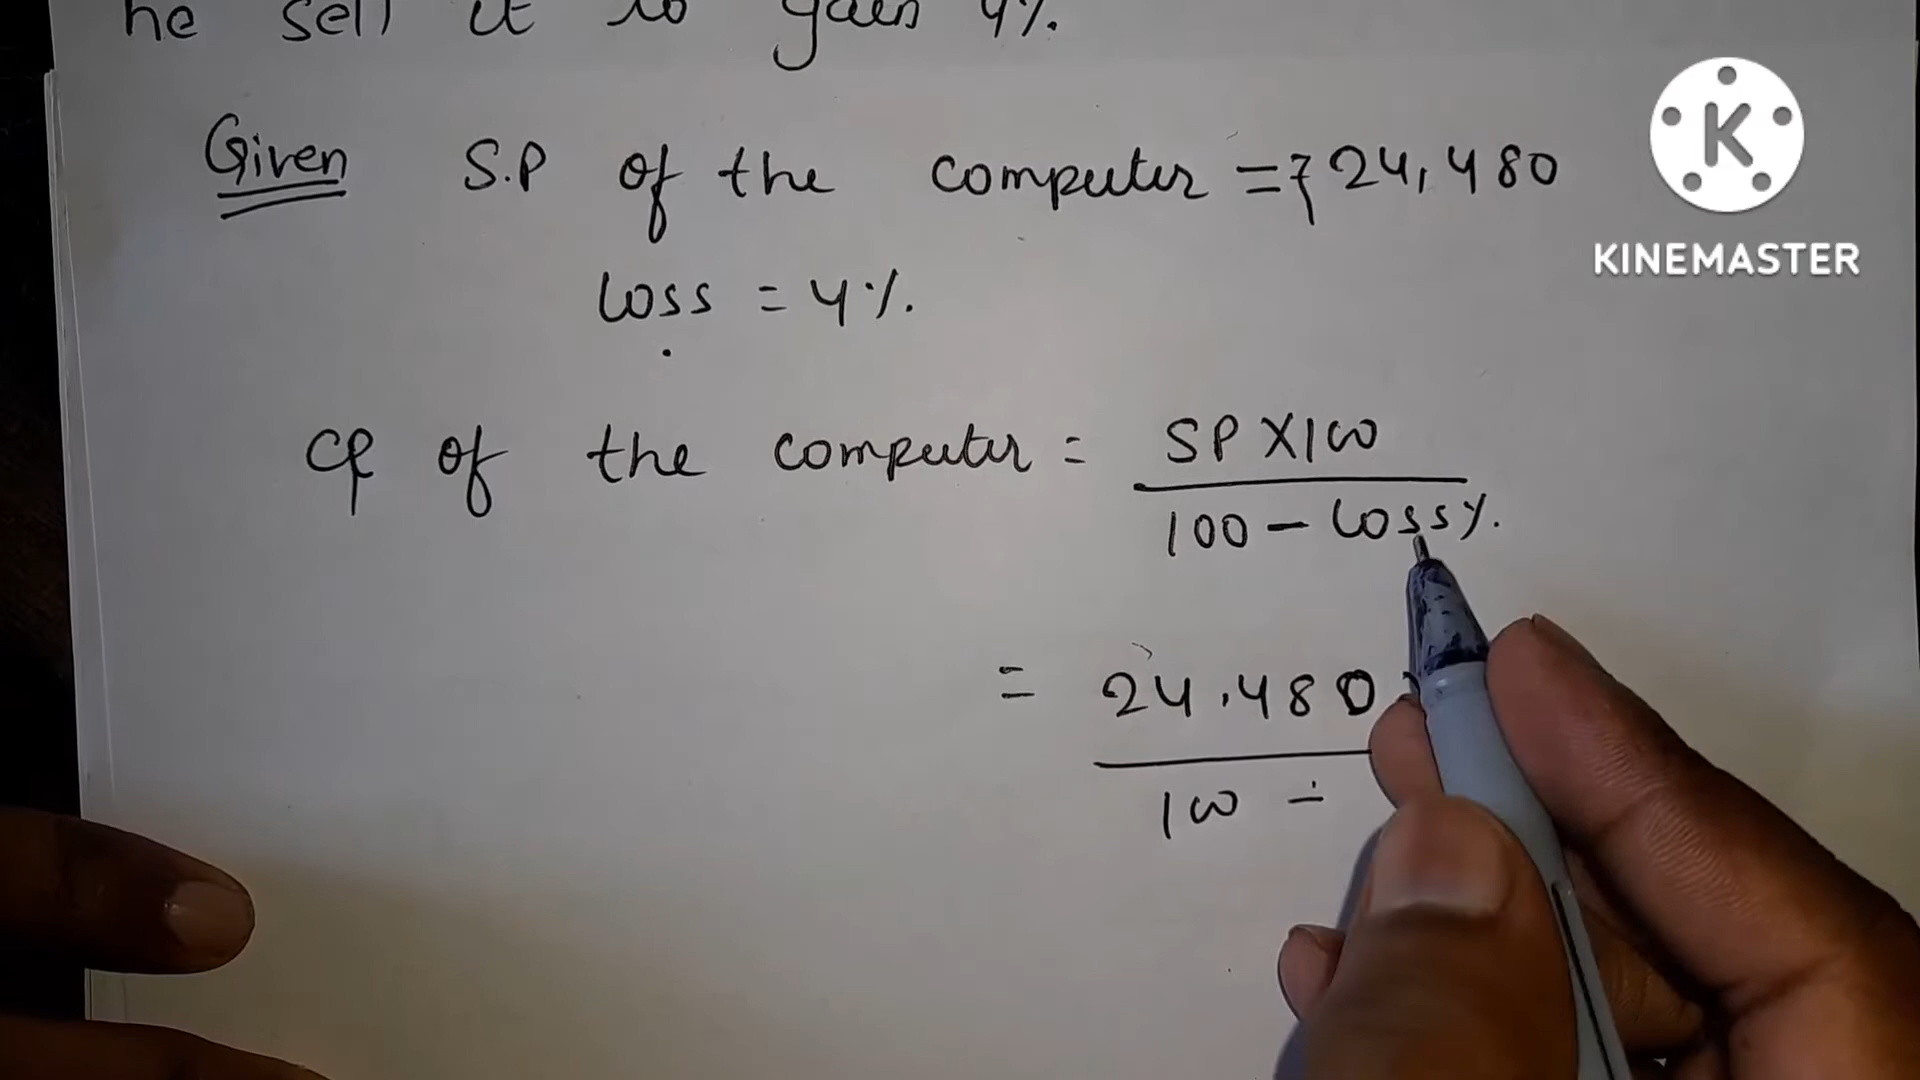 he sell it to gain 4%.
Given S.P of the computer = ₹ 24,480
K
KINEMASTER
loss = 4%.
CP of the computer = SP X 100
100 - loss%.
= 24,480
100 -